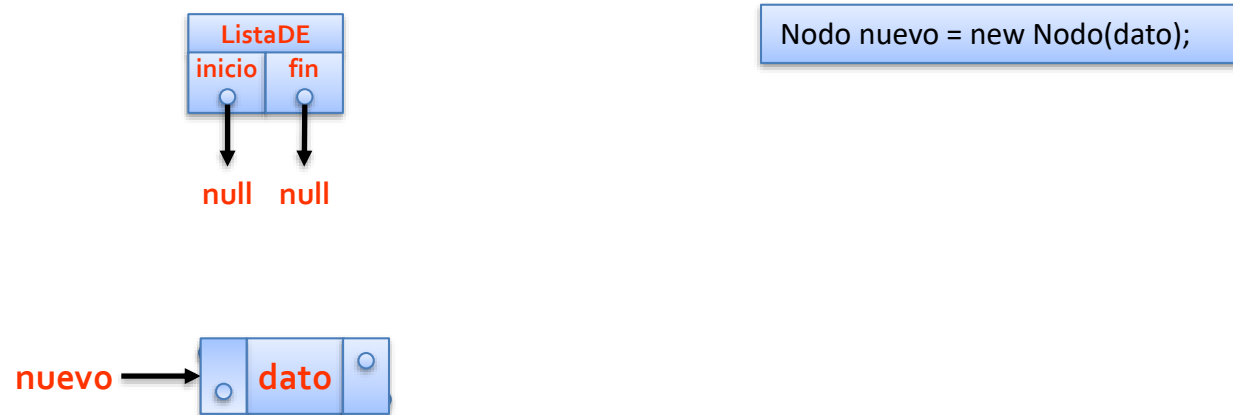 ListaDE
inicio fin
null null
Nodo nuevo = new Nodo(dato);
nuevo dato